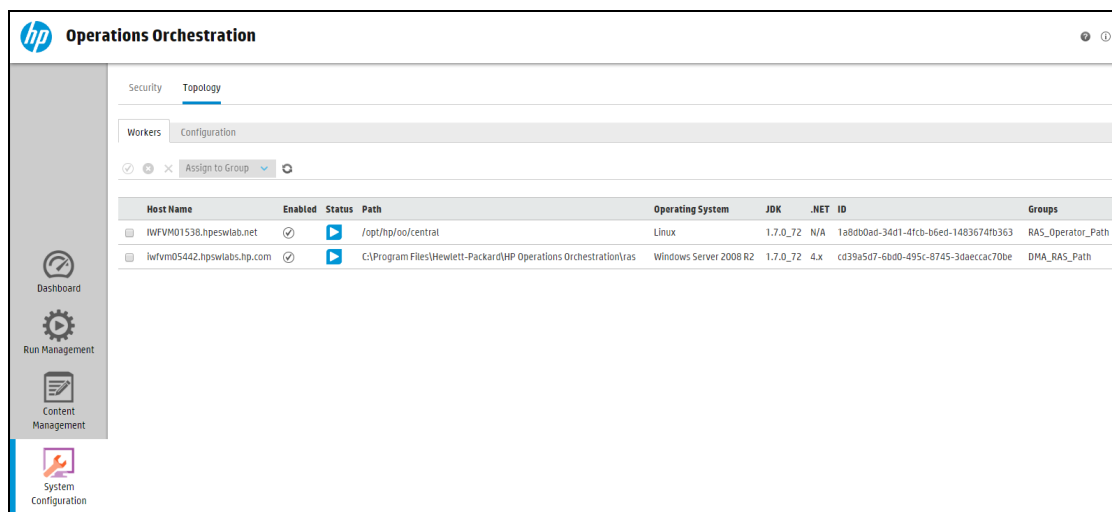 hp Operations Orchestration
Security Topology
Workers Configuration
Assign to Group
Host Name Enabled Status Path Operating System JDK .NET ID Groups
IWFVM01538.hpeswlab.net /opt/hp/oo/central Linux 1.7.0_72 N/A 1a8db0ad-34d1-4fcb-b6ed-1483674fb363 RAS_Operator_Path
iwfvm05442.hpswlabs.hp.com C:\Program Files\Hewlett-Packard\HP Operations Orchestration\ras Windows Server 2008 R2 1.7.0_72 4.x cd39a5d7-6bd0-495c-8745-3daeccac70be DMA_RAS_Path
Dashboard
Run Management
Content
Management
System
Configuration